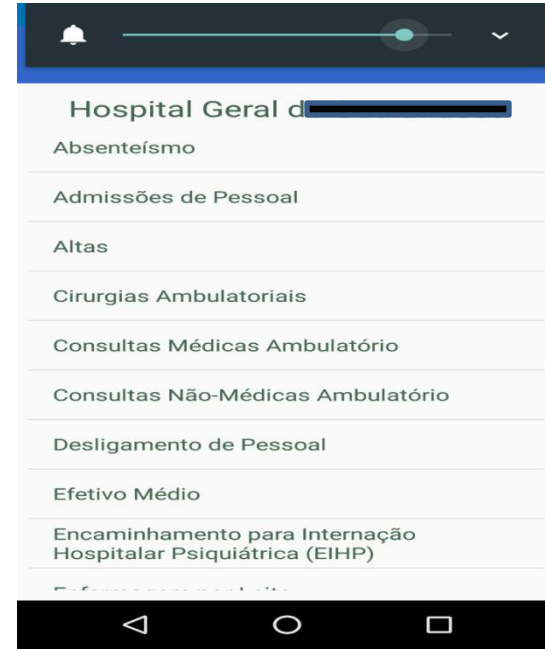 Hospital Geral d
Absenteísmo
Admissões de Pessoal
Altas
Cirurgias Ambulatoriais
Consultas Médicas Ambulatório
Consultas Não-Médicas Ambulatório
Desligamento de Pessoal
Efetivo Médio
Encaminhamento para Internação
Hospitalar Psiquiátrica (EIHP)